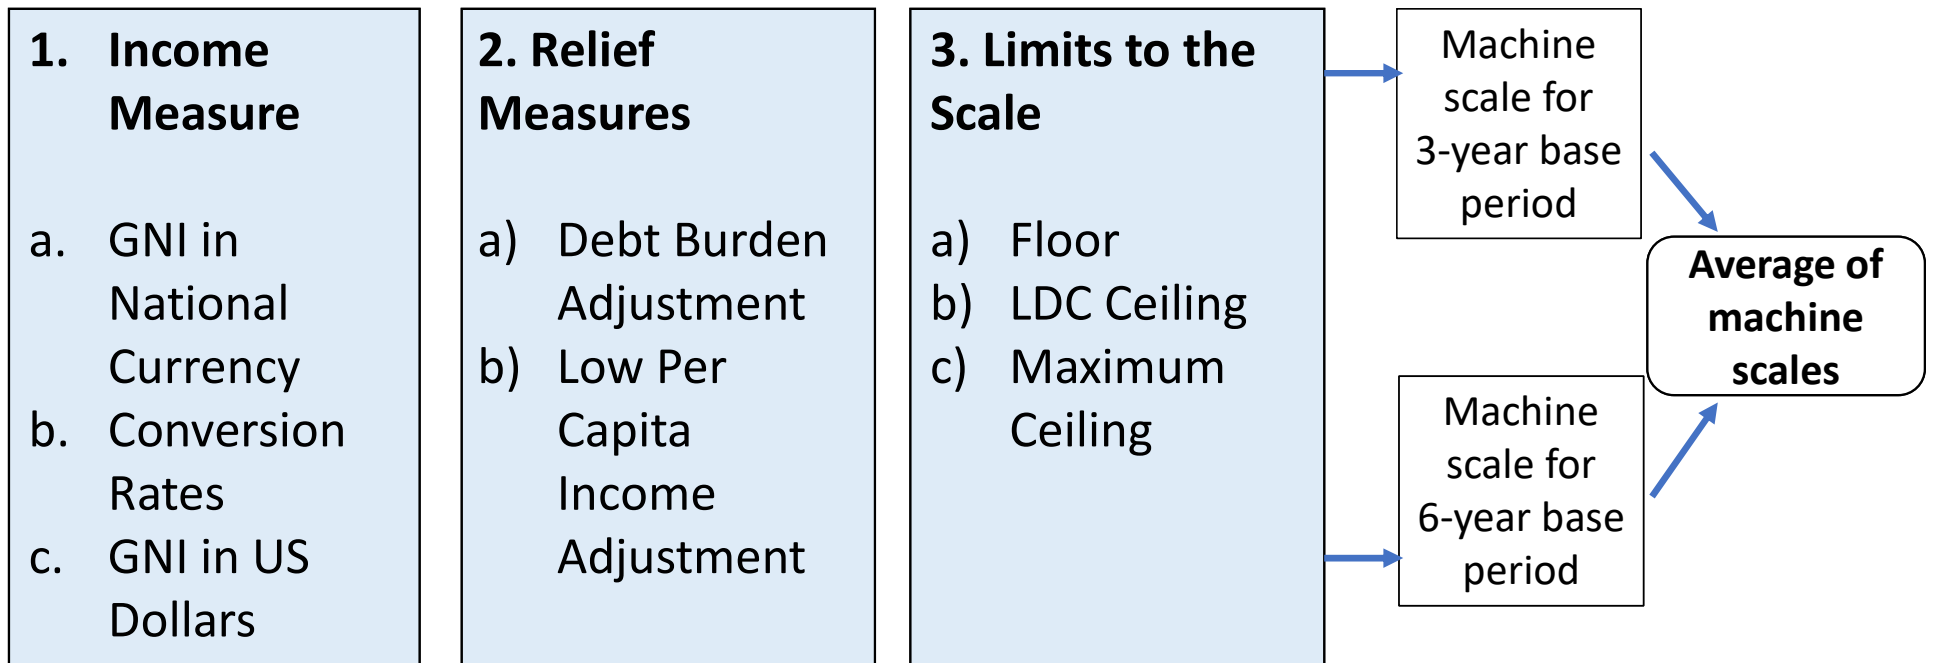 1. Income
Measure
a. GNI in
National
Currency
b. Conversion
Rates
c. GNI in US
Dollars
2. Relief
Measures
a) Debt Burden
Adjustment
b) Low Per
Capita
Income
Adjustment
3. Limits to the
Scale
a) Floor
b) LDC Ceiling
c) Maximum
Ceiling
Machine
scale for
3-year base
period
Average of
machine
scales
Machine
scale for
6-year base
period